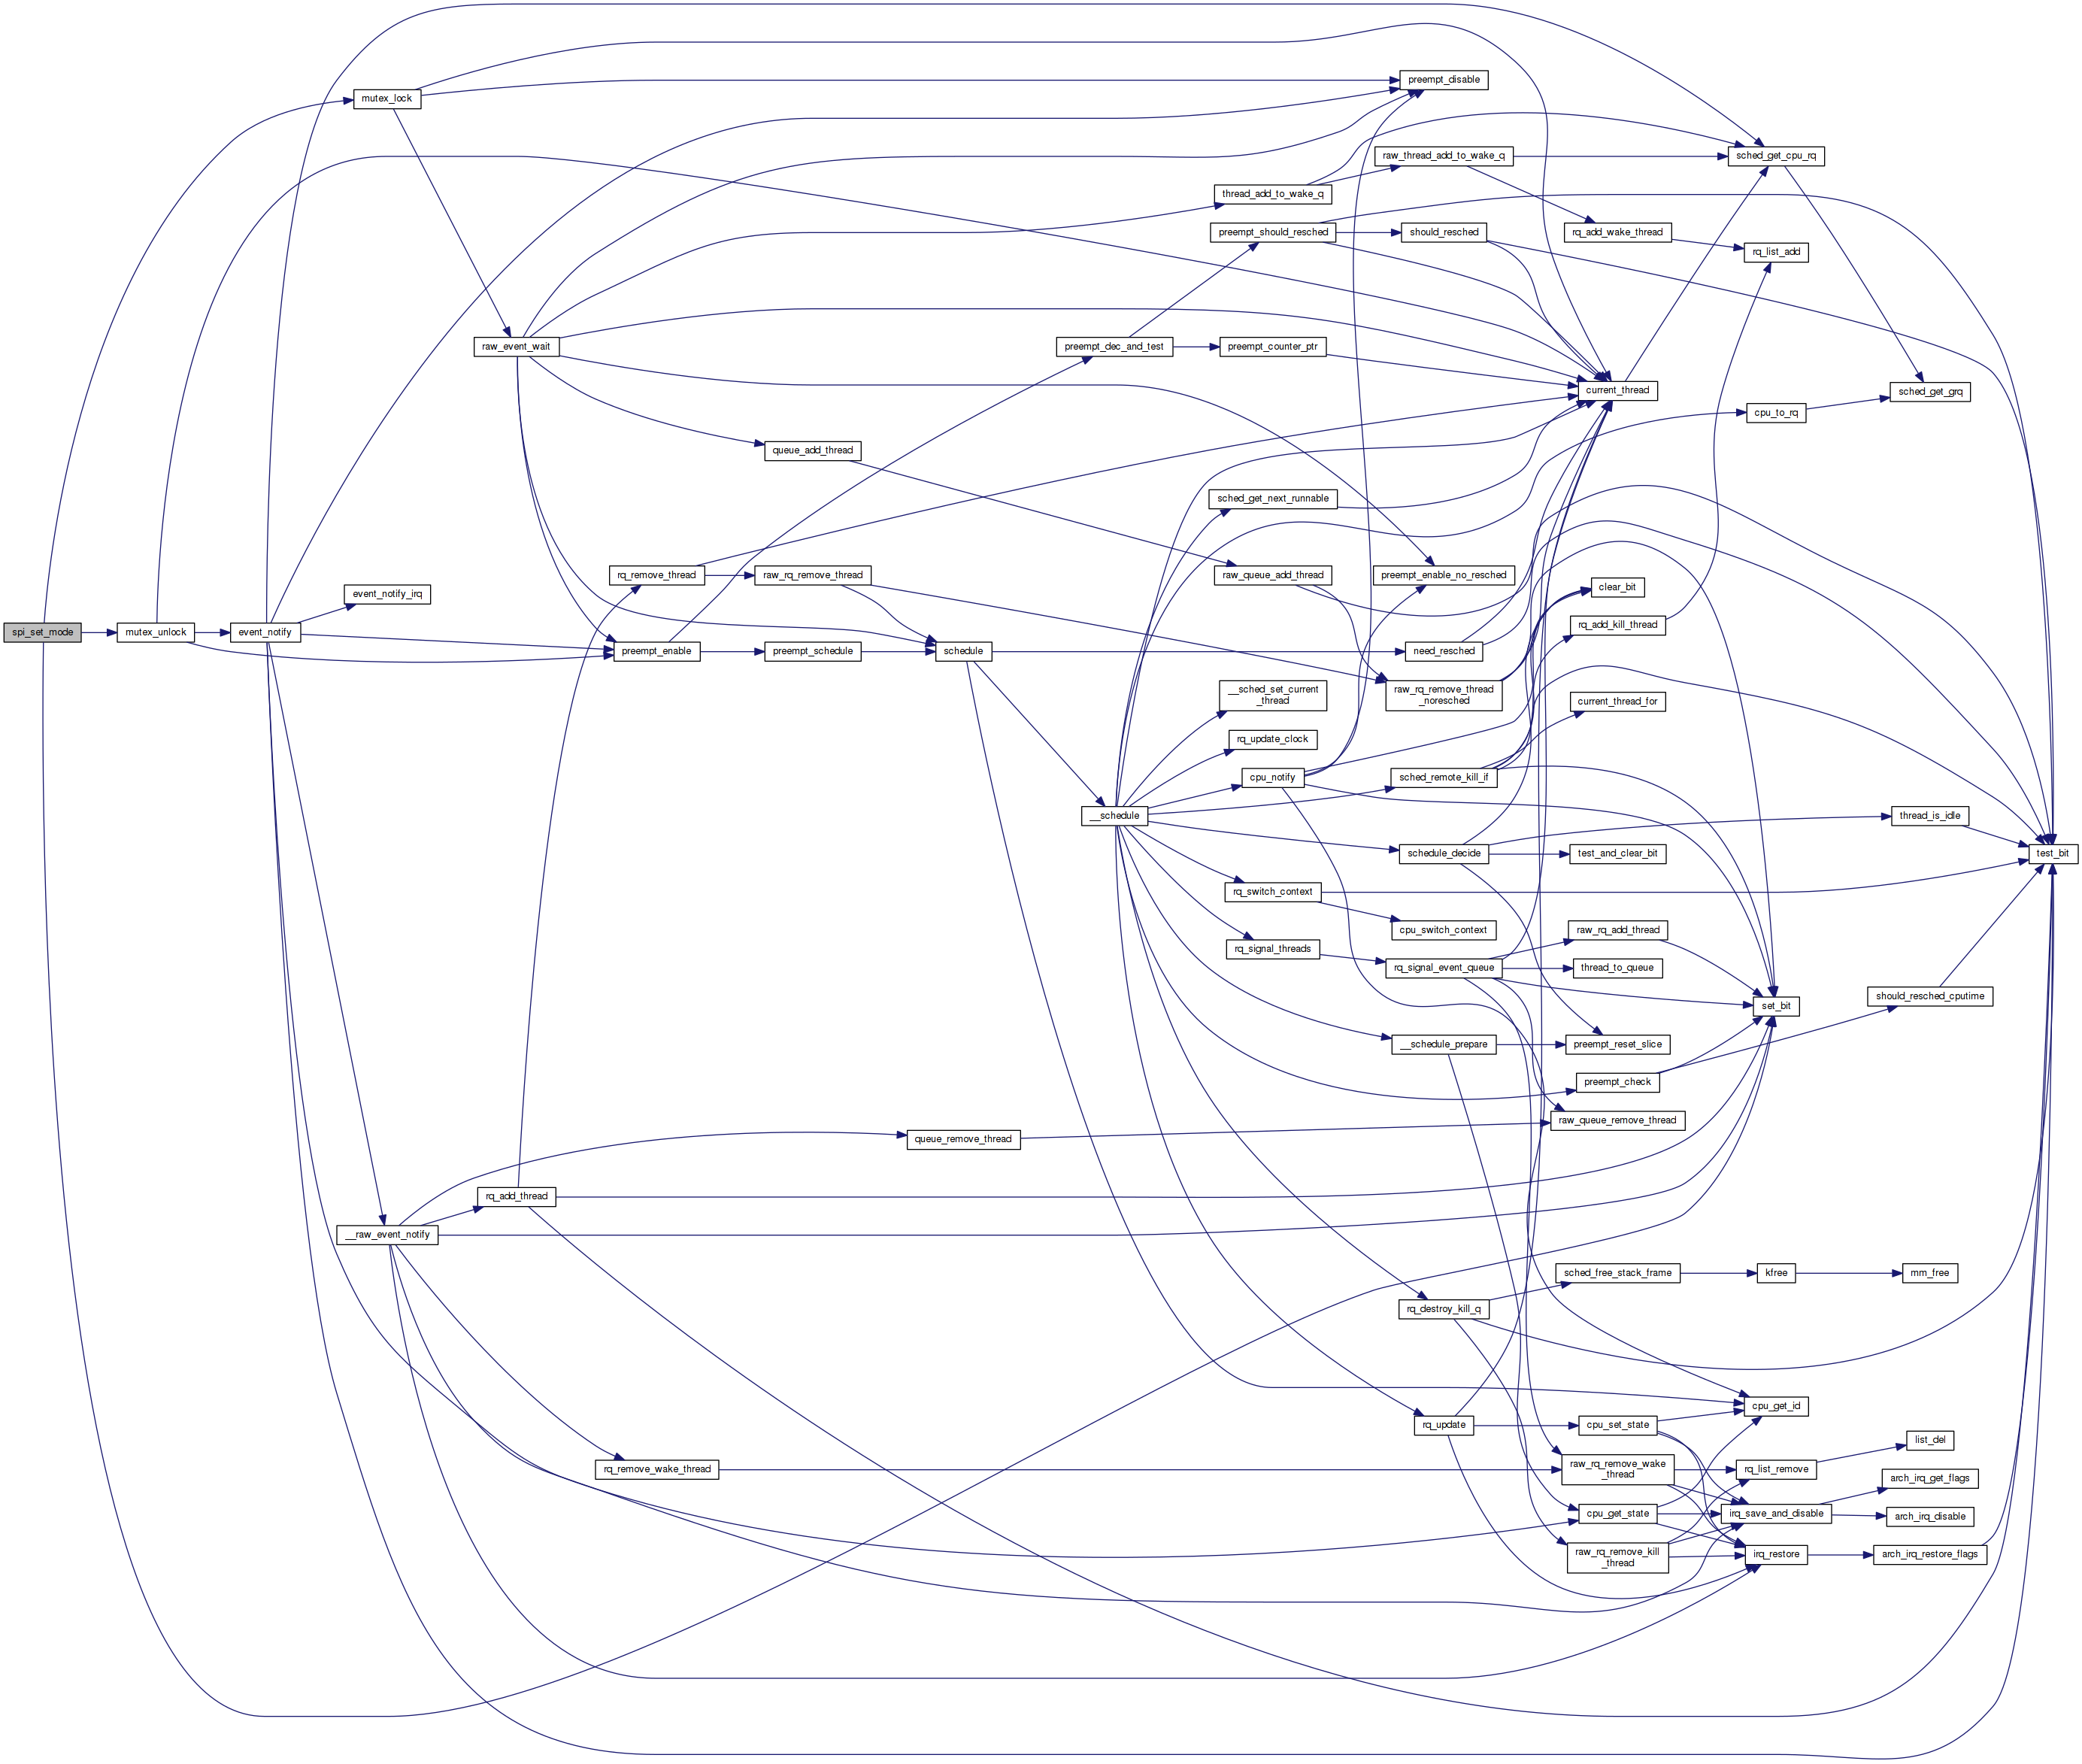 spi_set_mode
mutex_lock
mutex_unlock
event_notify
event_notify_irq
__raw_event_notify
raw_event_wait
rq_add_thread
rq_remove_thread
preempt_enable
rq_remove_wake_thread
queue_add_thread
raw_rq_remove_thread
preempt_schedule
queue_remove_thread
schedule
preempt_dec_and_test
__schedule
thread_add_to_wake_q
preempt_should_resched
preempt_counter_ptr
sched_get_next_runnable
raw_queue_add_thread
__sched_set_current
_thread
rq_update_clock
cpu_notify
rq_switch_context
rq_signal_threads
preempt_disable
raw_thread_add_to_wake_q
should_resched
preempt_enable_no_resched
need_resched
raw_rq_remove_thread
_noresched
sched_remote_kill_if
schedule_decide
cpu_switch_context
rq_signal_event_queue
__schedule_prepare
rq_destroy_kill_q
rq_update
rq_add_wake_thread
current_thread
clear_bit
rq_add_kill_thread
current_thread_for
test_and_clear_bit
raw_rq_add_thread
thread_to_queue
preempt_reset_slice
preempt_check
raw_queue_remove_thread
sched_free_stack_frame
cpu_set_state
raw_rq_remove_wake
_thread
cpu_get_state
raw_rq_remove_kill
_thread
sched_get_cpu_rq
rq_list_add
cpu_to_rq
set_bit
kfree
cpu_get_id
rq_list_remove
irq_save_and_disable
irq_restore
sched_get_grq
thread_is_idle
should_resched_cputime
mm_free
list_del
arch_irq_get_flags
arch_irq_disable
arch_irq_restore_flags
test_bit